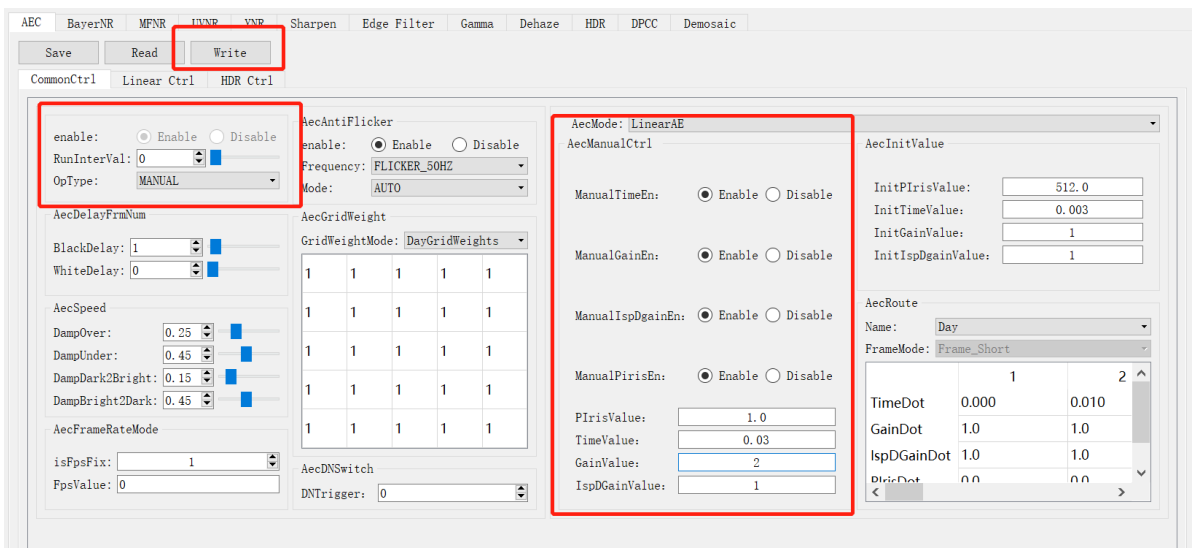 AEC BayerNR MFNR UVNR YNR Sharpen Edge Filter Gamma Dehaze HDR DPCC Demosaic
Save Read Write
CommonCtrl Linear Ctrl HDR Ctrl
enable: Enable Disable
RunInterVal: 0
OpType: MANUAL
AecDelayFrmNum
BlackDelay: 1
WhiteDelay: 0
AecSpeed
DampOver: 0.25
DampUnder: 0.45
DampDark2Bright: 0.15
DampBright2Dark: 0.45
AecFrameRateMode
isFpsFix: 1
FpsValue: 0
AecAntiFlicker
enable: Enable Disable
Frequency: FLICKER_50HZ
Mode: AUTO
AecGridWeight
GridWeightMode: DayGridWeights
1 1 1 1 1
1 1 1 1 1
1 1 1 1 1
1 1 1 1 1
1 1 1 1 1
AecDNSwitch
DNTrigger: 0
AecMode: LinearAE
AecManualCtrl
ManualTimeEn: Enable Disable
ManualGainEn: Enable Disable
ManualIspDgainEn: Enable Disable
ManualPirisEn: Enable Disable
PIrisValue: 1.0
TimeValue: 0.03
GainValue: 2
IspDGainValue: 1
AecInitValue
InitPIrisValue: 512.0
InitTimeValue: 0.003
InitGainValue: 1
InitIspDgainValue: 1
AecRoute
Name: Day
FrameMode: Frame_Short
1 2
TimeDot 0.000 0.010
GainDot 1.0 1.0
IspDGainDot 1.0 1.0
PIrisDot 0.0 0.0